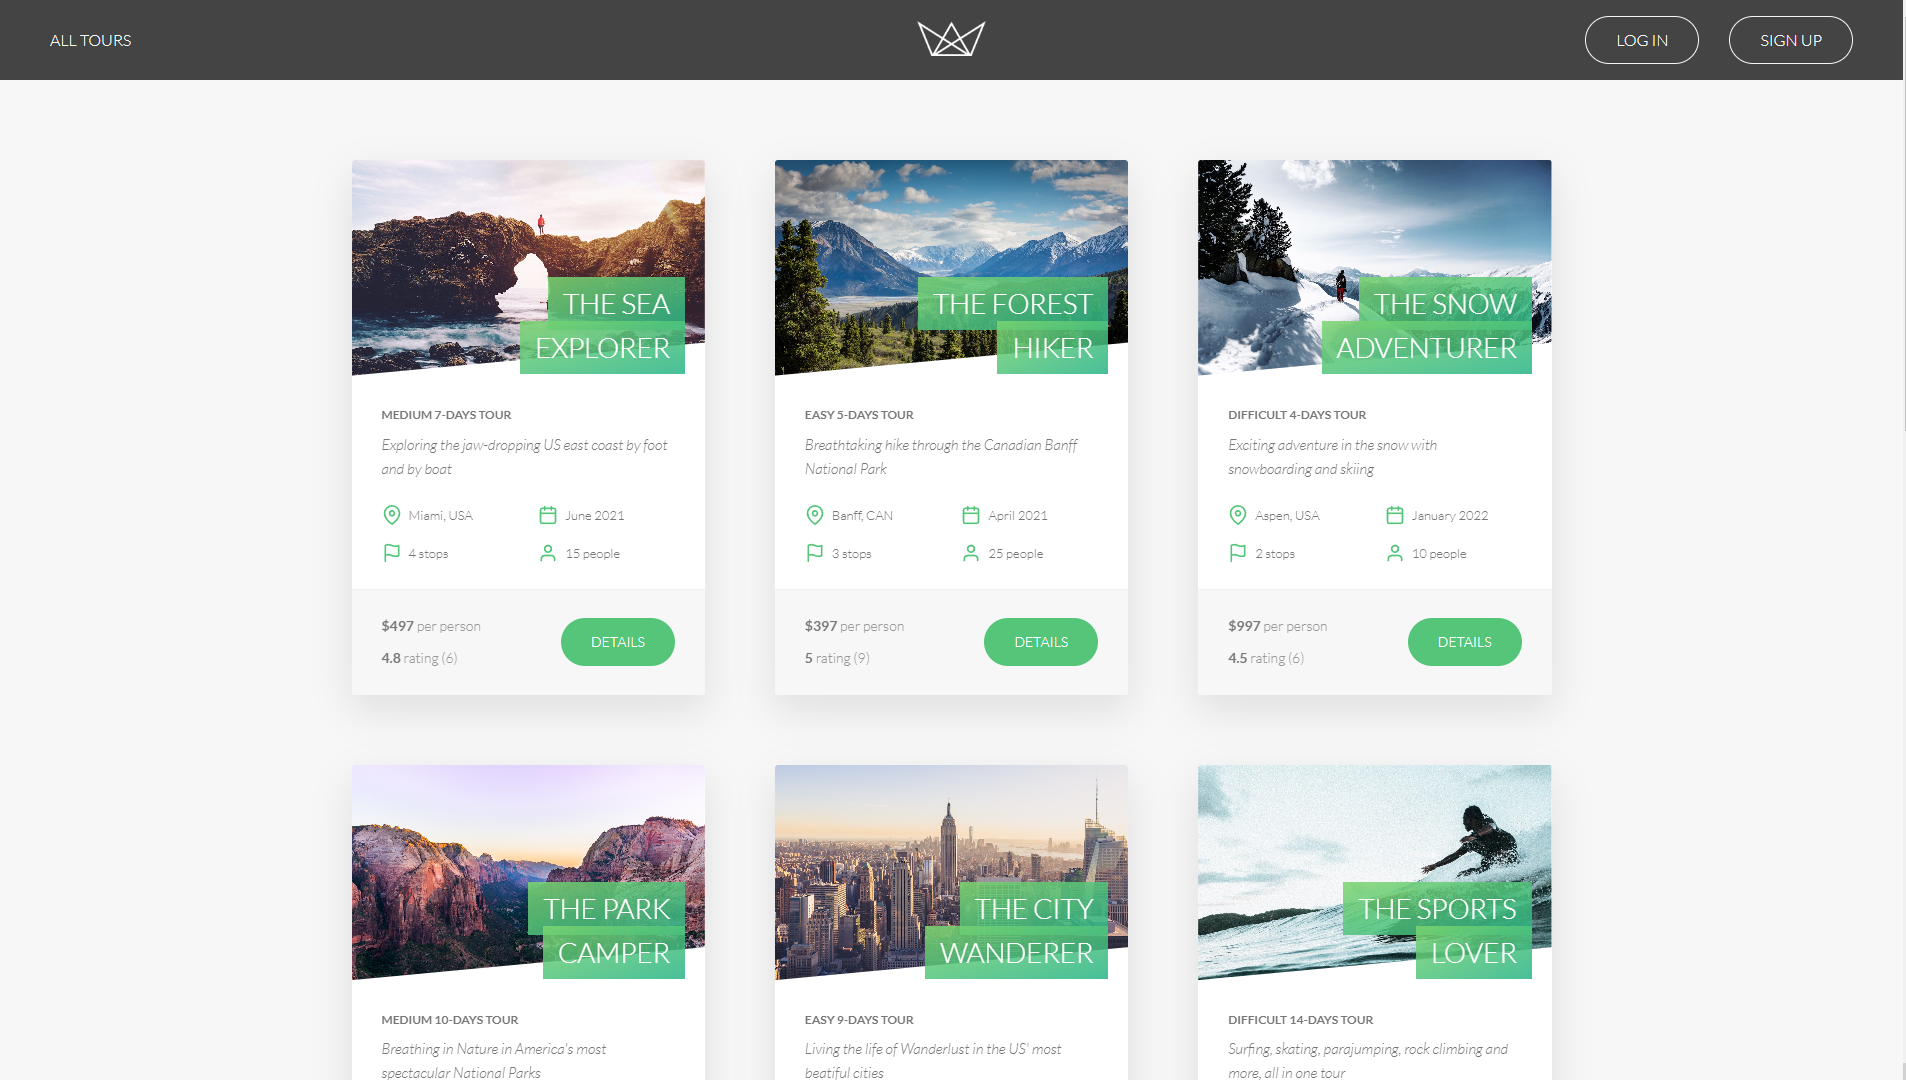 ALL TOURS
LOG IN
SIGN UP
THE SEA
EXPLORER
MEDIUM 7-DAYS TOUR
Exploring the jaw-dropping US east coast by foot
and by boat
Miami, USA
June 2021
4 stops
15 people
$497 per person
4.8 rating (6)
DETAILS
THE FOREST
HIKER
EASY 5-DAYS TOUR
Breathtaking hike through the Canadian Banff
National Park
Banff, CAN
April 2021
3 stops
25 people
$397 per person
5 rating (9)
DETAILS
THE SNOW
ADVENTURER
DIFFICULT 4-DAYS TOUR
Exciting adventure in the snow with
snowboarding and skiing
Aspen, USA
January 2022
2 stops
10 people
$997 per person
4.5 rating (6)
DETAILS
THE PARK
CAMPER
MEDIUM 10-DAYS TOUR
Breathing in Nature in America's most
spectacular National Parks
THE CITY
WANDERER
EASY 9-DAYS TOUR
Living the life of Wanderlust in the US' most
beatiful cities
THE SPORTS
LOVER
DIFFICULT 14-DAYS TOUR
Surfing, skating, parajumping, rock climbing and
more, all in one tour